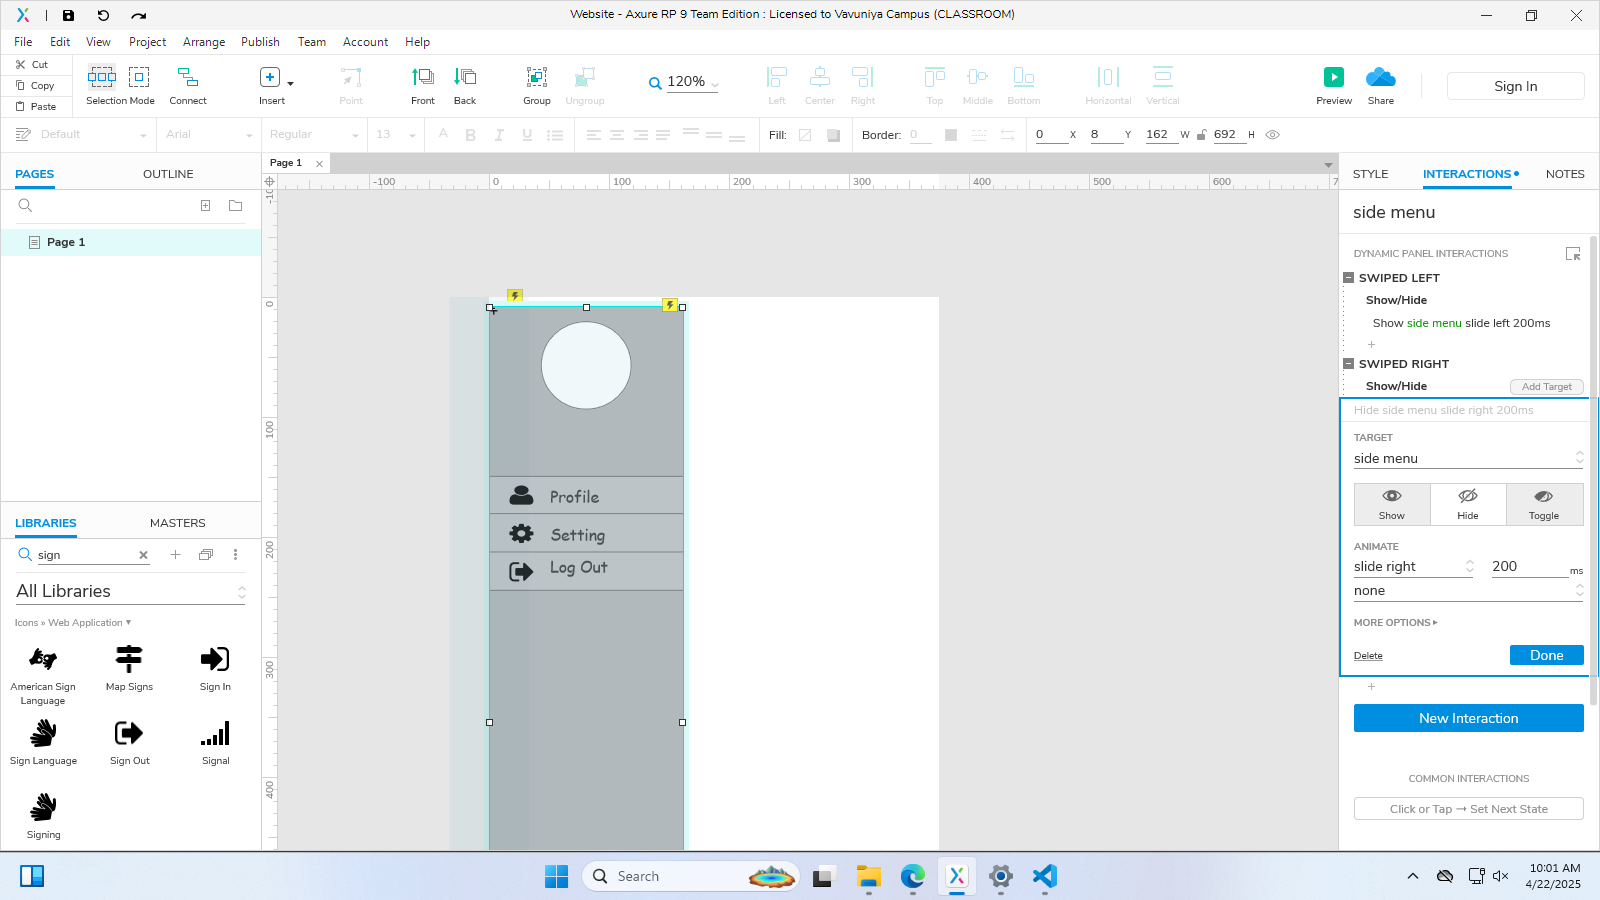 Website - Axure RP 9 Team Edition : Licensed to Vavuniya Campus (CLASSROOM)
File Edit View Project Arrange Publish Team Account Help
Cut
Copy
Paste
Selection Mode Connect Insert Point Front Back Group Ungroup 120% Left Center Right Top Middle Bottom Horizontal Vertical Preview Share Sign In
Default Arial Regular 13 Fill: Border: 0 0 X 8 Y 162 W 692 H
PAGES OUTLINE
Page 1
Page 1
-100 0 100 200 300 400 500 600 7
-10
0
100
200
300
400
Profile
Setting
Log Out
LIBRARIES MASTERS
sign
All Libraries
Icons » Web Application
American Sign Language
Map Signs
Sign In
Sign Language
Sign Out
Signal
Signing
STYLE INTERACTIONS NOTES
side menu
DYNAMIC PANEL INTERACTIONS
SWIPED LEFT
Show/Hide
Show side menu slide left 200ms
SWIPED RIGHT
Show/Hide Add Target
Hide side menu slide right 200ms
TARGET
side menu
Show Hide Toggle
ANIMATE
slide right 200 ms
none
MORE OPTIONS
Delete Done
New Interaction
COMMON INTERACTIONS
Click or Tap → Set Next State
Search
10:01 AM
4/22/2025